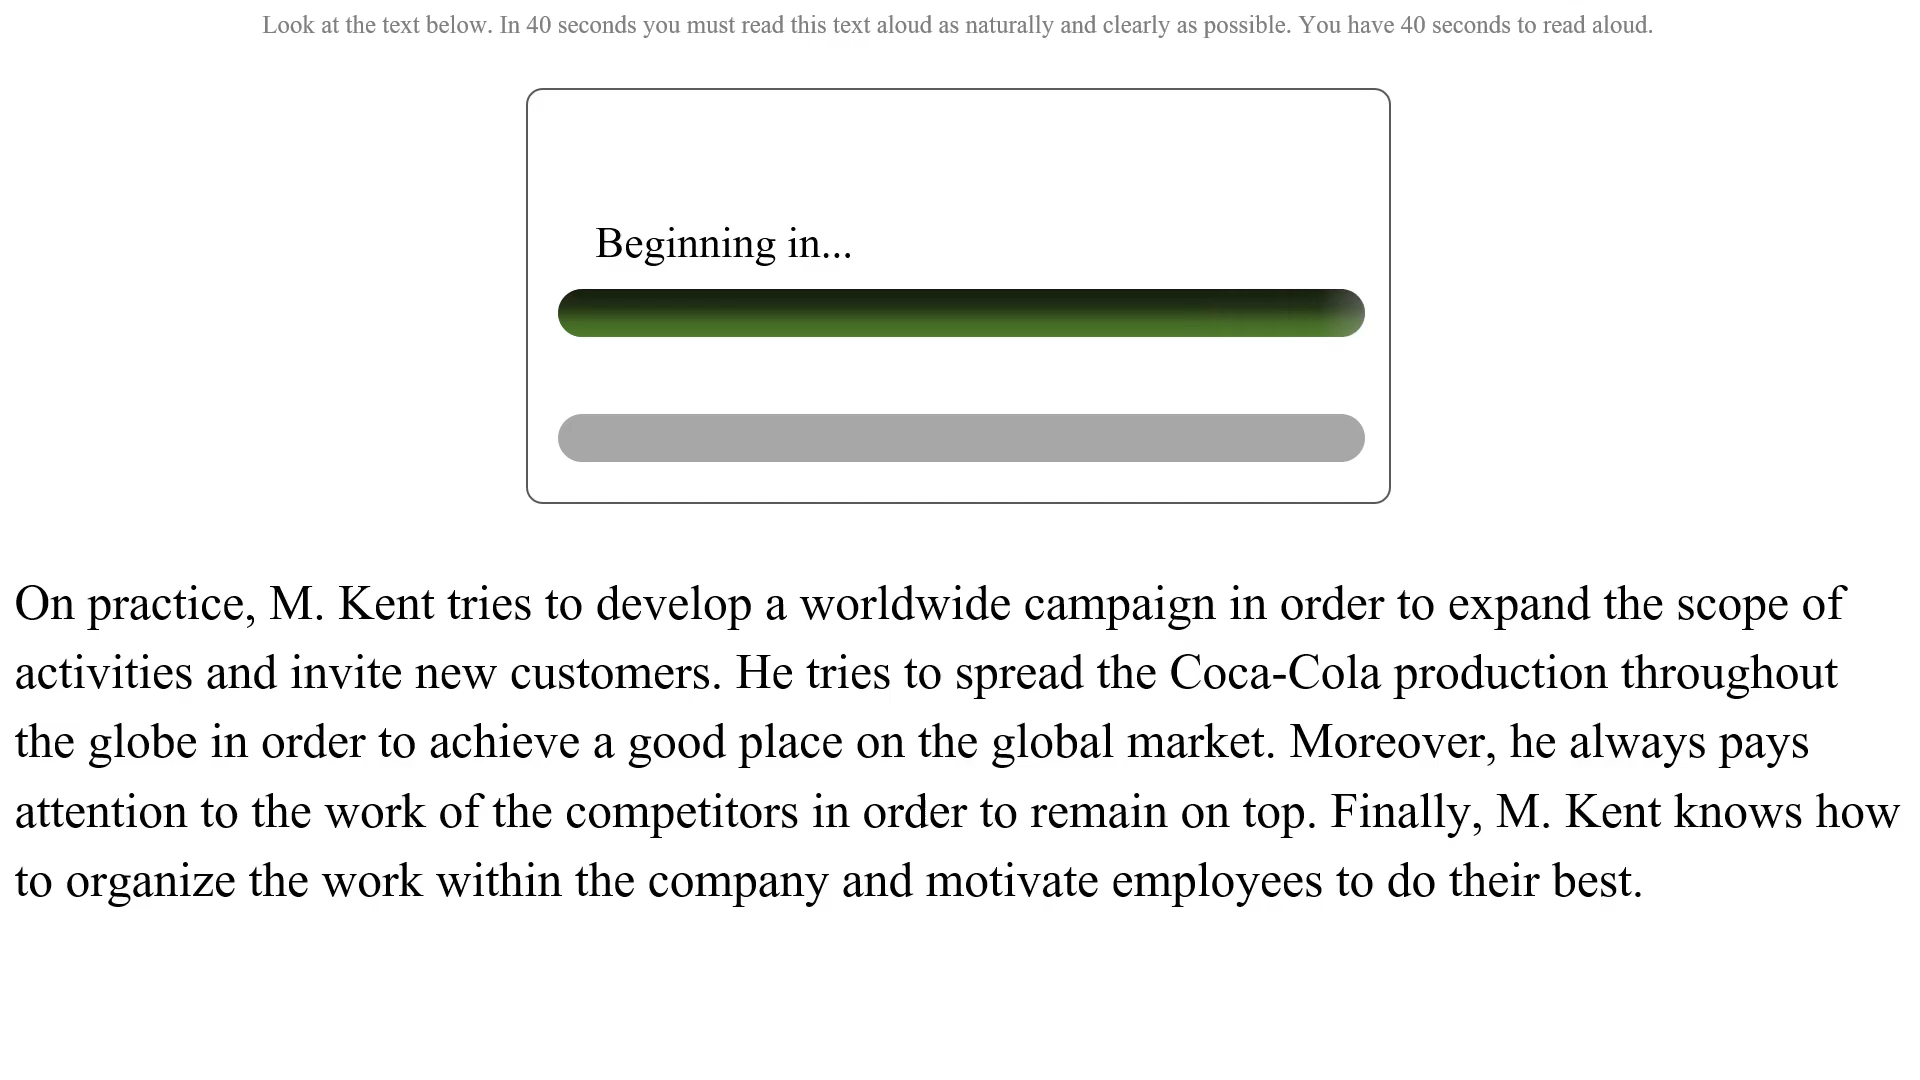 Look at the text below. In 40 seconds you must read this text aloud as naturally and clearly as possible. You have 40 seconds to read aloud.
Beginning in...
On practice, M. Kent tries to develop a worldwide campaign in order to expand the scope of
activities and invite new customers. He tries to spread the Coca-Cola production throughout
the globe in order to achieve a good place on the global market. Moreover, he always pays
attention to the work of the competitors in order to remain on top. Finally, M. Kent knows how
to organize the work within the company and motivate employees to do their best.